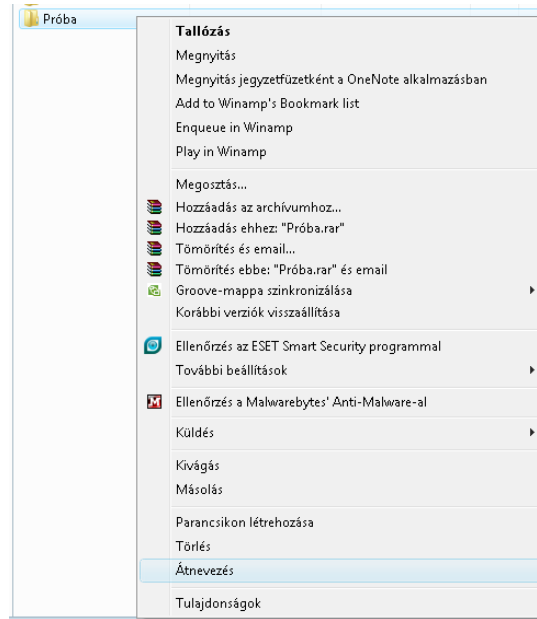 Próba
Tallózás
Megnyitás
Megnyitás jegyzetfüzetként a OneNote alkalmazásban
Add to Winamp's Bookmark list
Enqueue in Winamp
Play in Winamp
Megosztás...
Hozzáadás az archívumhoz...
Hozzáadás ehhez: "Próba.rar"
Tömörítés és email...
Tömörítés ebbe: "Próba.rar" és email
Groove-mappa szinkronizálása
Korábbi verziók visszaállítása
Ellenőrzés az ESET Smart Security programmal
További beállítások
Ellenőrzés a Malwarebytes' Anti-Malware-al
Küldés
Kivágás
Másolás
Parancsikon létrehozása
Törlés
Átnevezés
Tulajdonságok